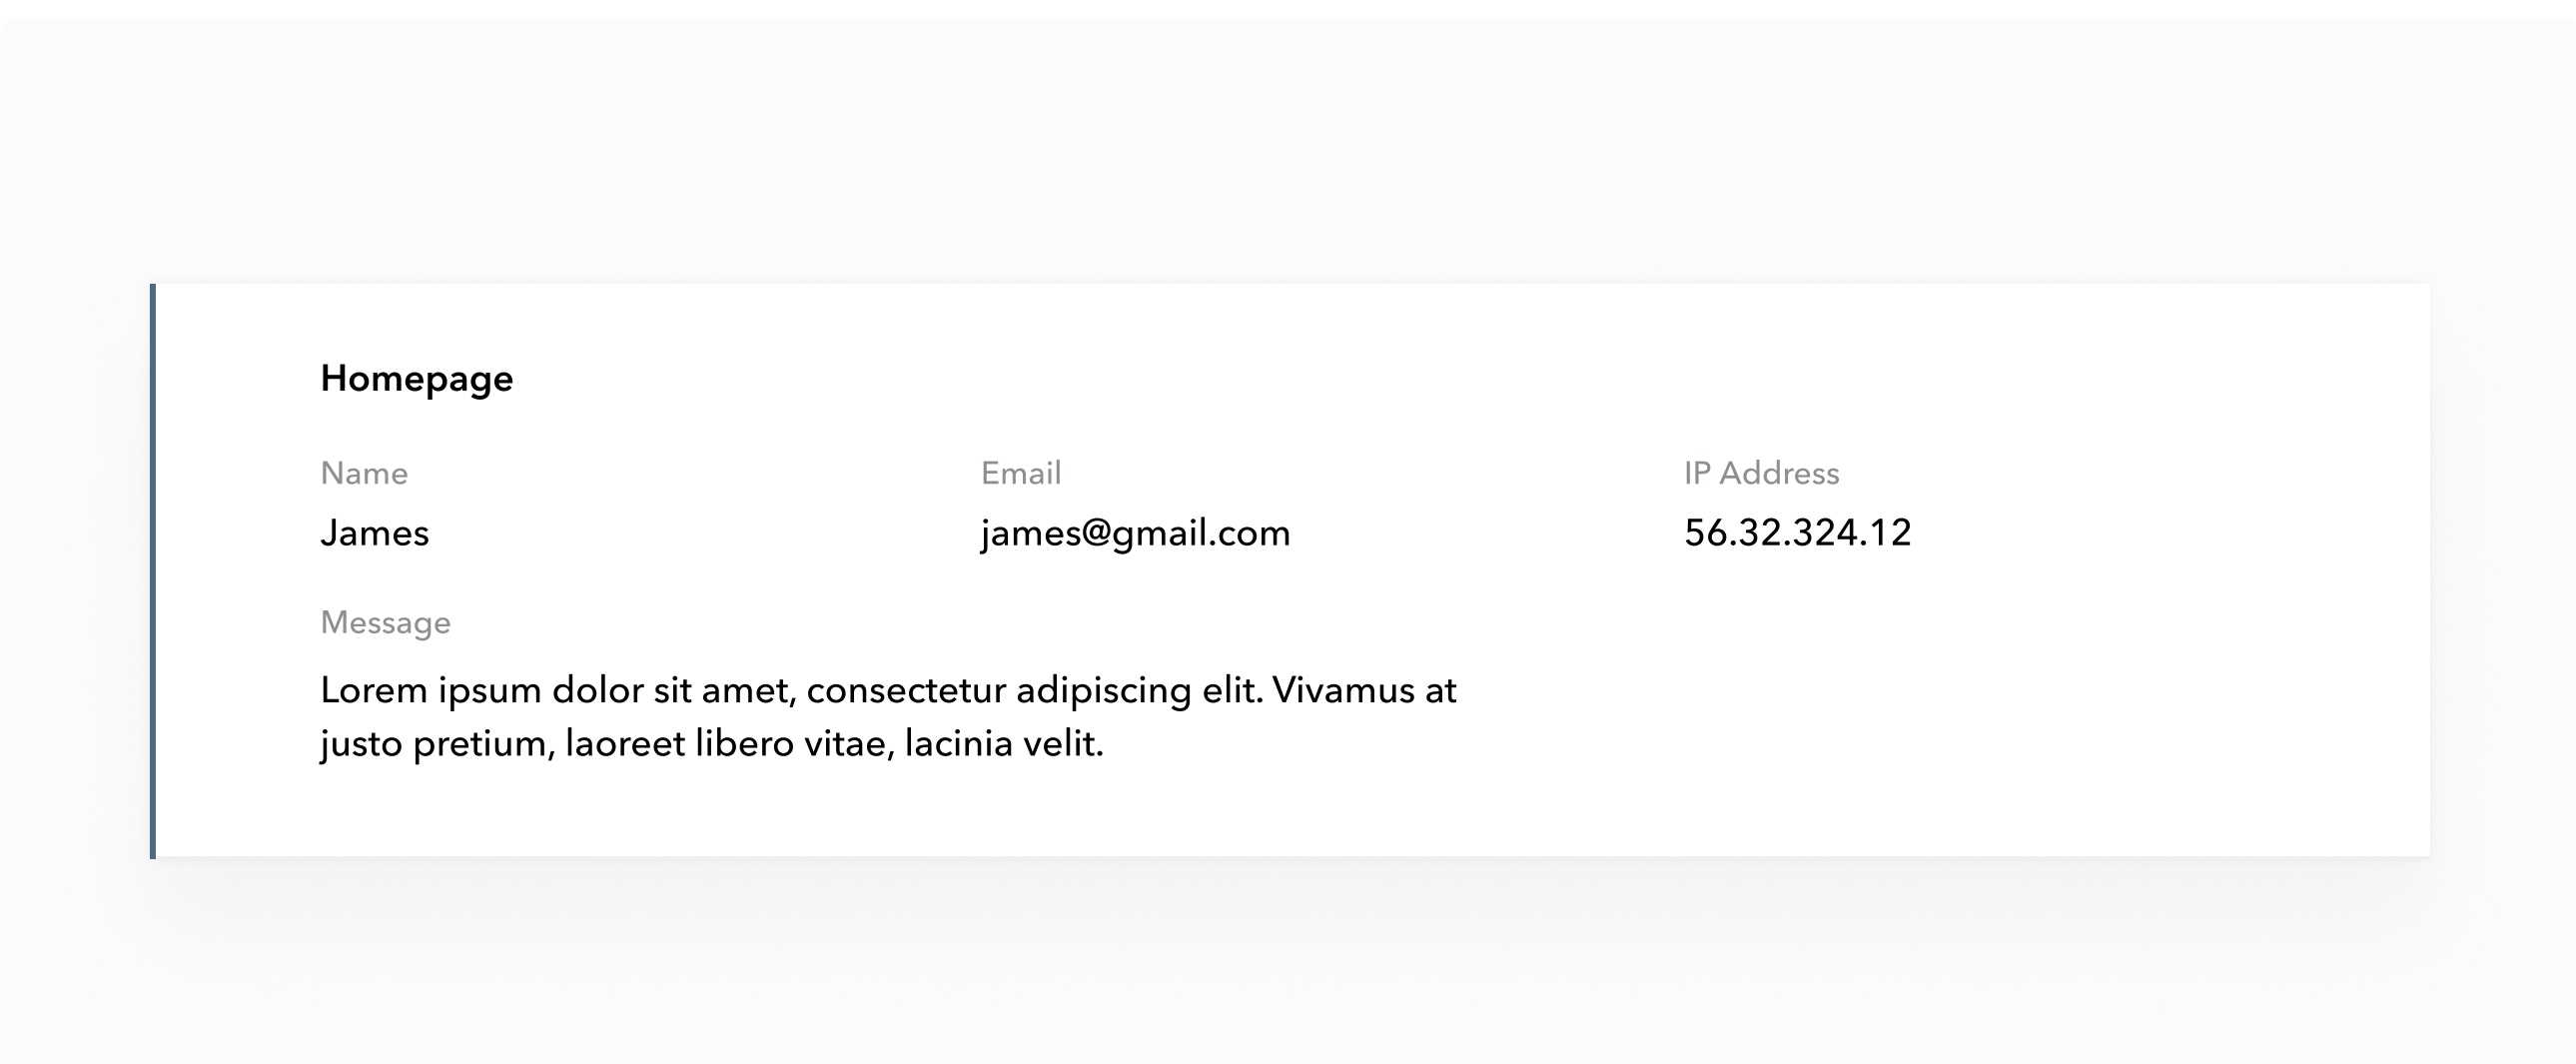 Homepage
Name
Email
IP Address
James
james@gmail.com
56.32.324.12
Message
Lorem ipsum dolor sit amet, consectetur adipiscing elit. Vivamus at
justo pretium, laoreet libero vitae, lacinia velit.